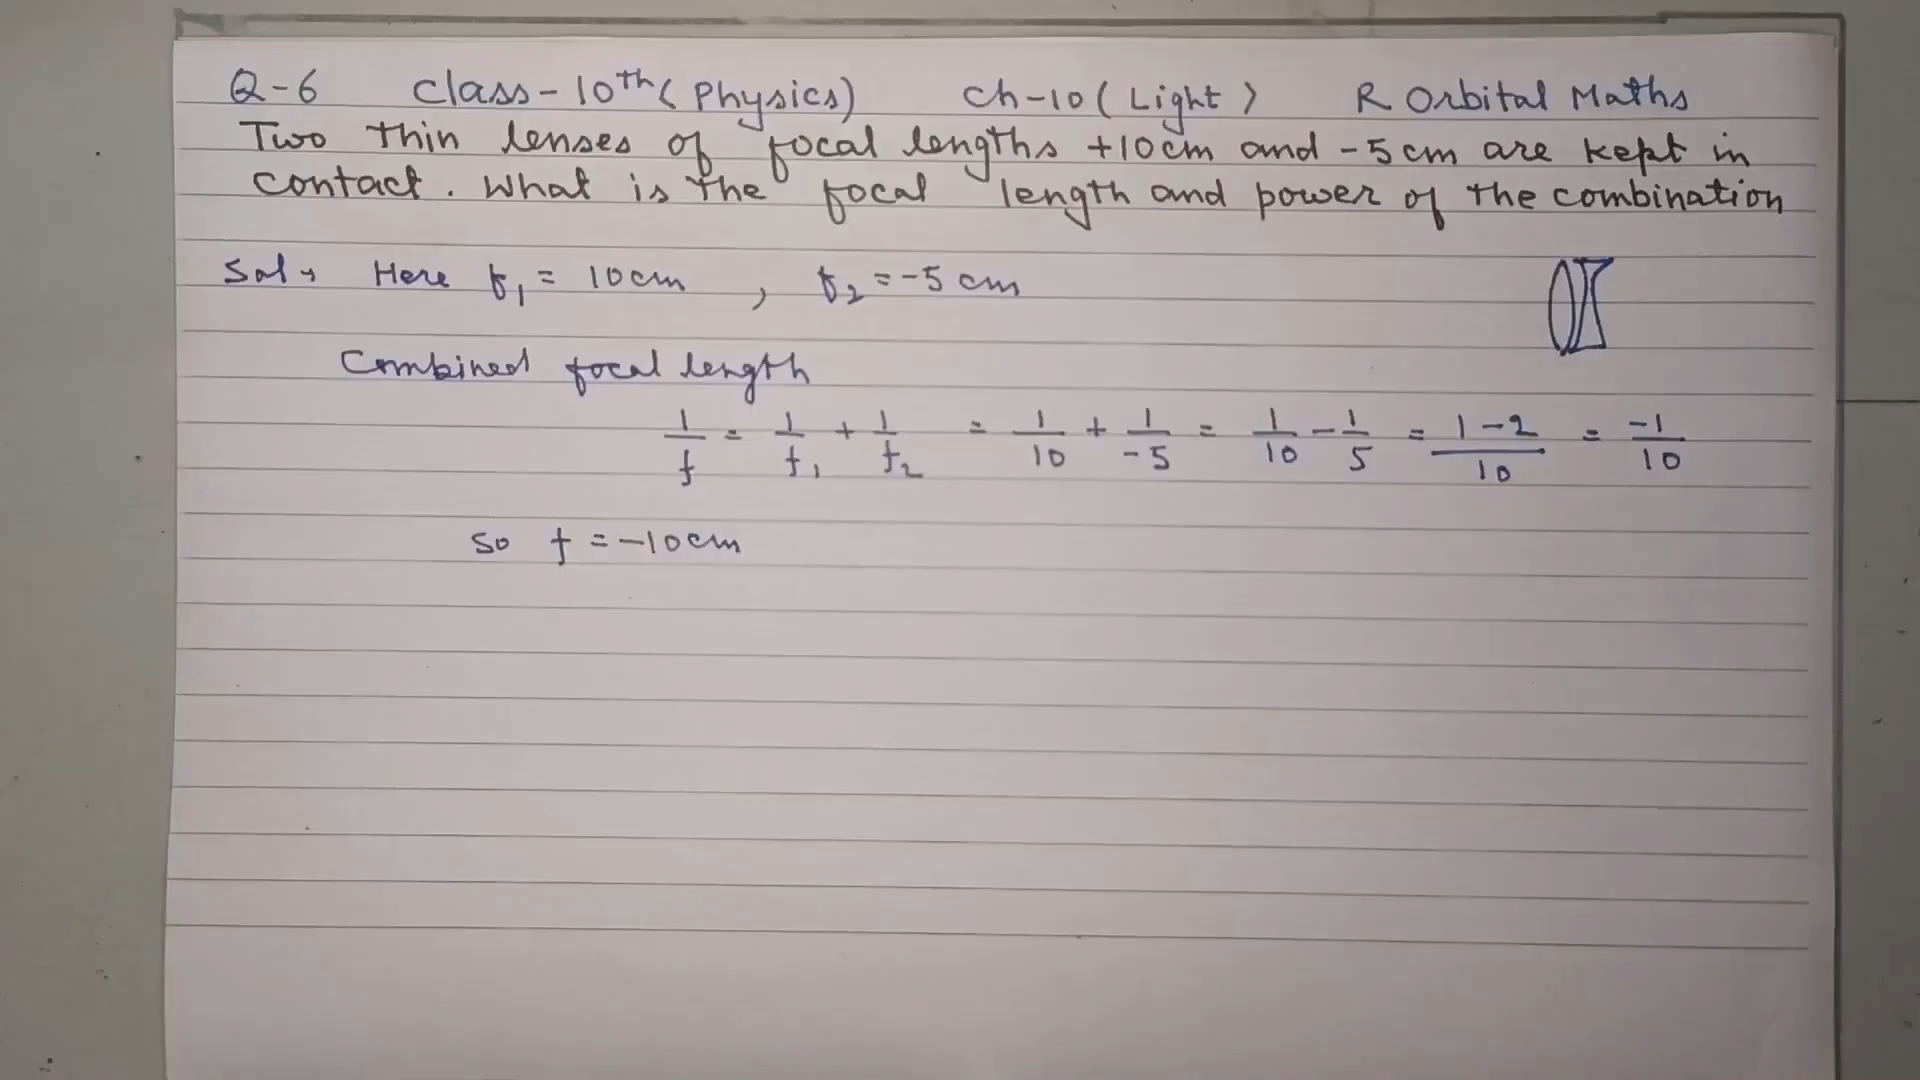 Q-6 Class-10th (Physics) Ch-10 (Light) R Orbital Maths
Two thin lenses of focal lengths +10cm and -5cm are kept in
contact. What is the focal length and power of the combination
Sol→ Here f₁ = 10cm , f₂ = -5 cm
Combined focal length
1/f = 1/f₁ + 1/f₂ = 1/10 + 1/-5 = 1/10 - 1/5 = 1-2/10 = -1/10
so f = -10cm